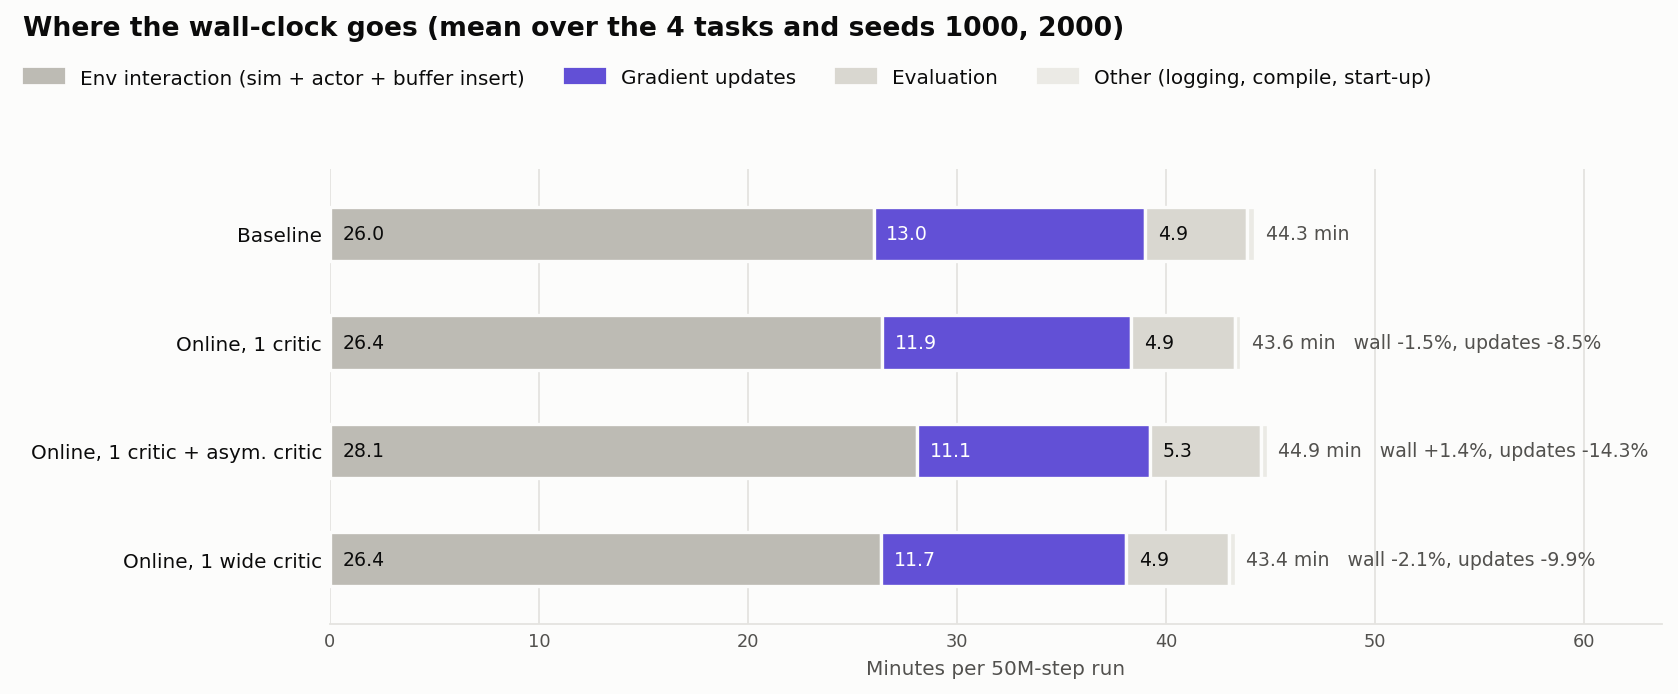 Where the wall-clock goes (mean over the 4 tasks and seeds 1000, 2000)
Env interaction (sim + actor + buffer insert) Gradient updates Evaluation Other (logging, compile, start-up)
Baseline 26.0 13.0 4.9 44.3 min
Online, 1 critic 26.4 11.9 4.9 43.6 min wall -1.5%, updates -8.5%
Online, 1 critic + asym. critic 28.1 11.1 5.3 44.9 min wall +1.4%, updates -14.3%
Online, 1 wide critic 26.4 11.7 4.9 43.4 min wall -2.1%, updates -9.9%
0 10 20 30 40 50 60
Minutes per 50M-step run